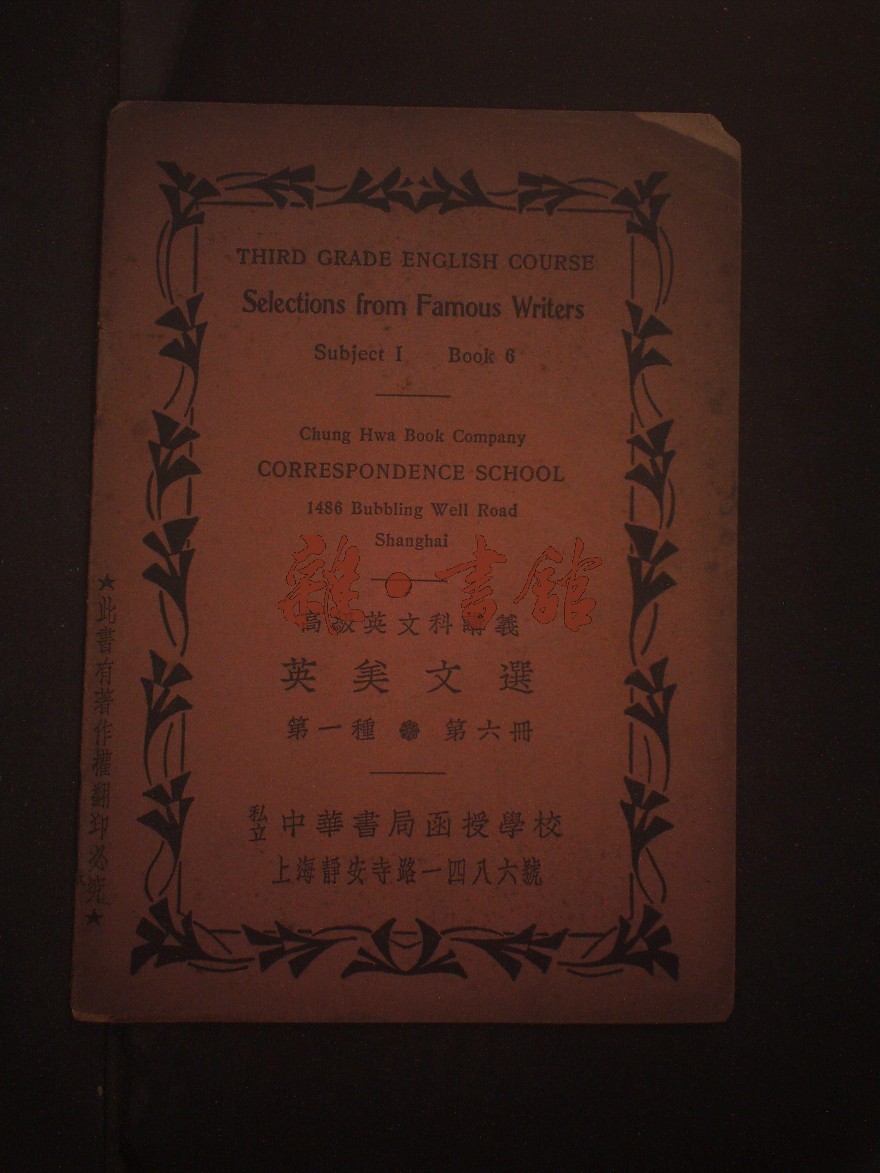 THIRD GRADE ENGLISH COURSE
Selections from Famous Writers
Subject I Book 6
Chung Hwa Book Company
CORRESPONDENCE SCHOOL
1486 Bubbling Well Road
Shanghai
雜·書館
高級英文科講義
英美文選
第一種 第六冊
私立 中華書局函授學校
上海靜安寺路一四八六號
★此書有著作權翻印必究★